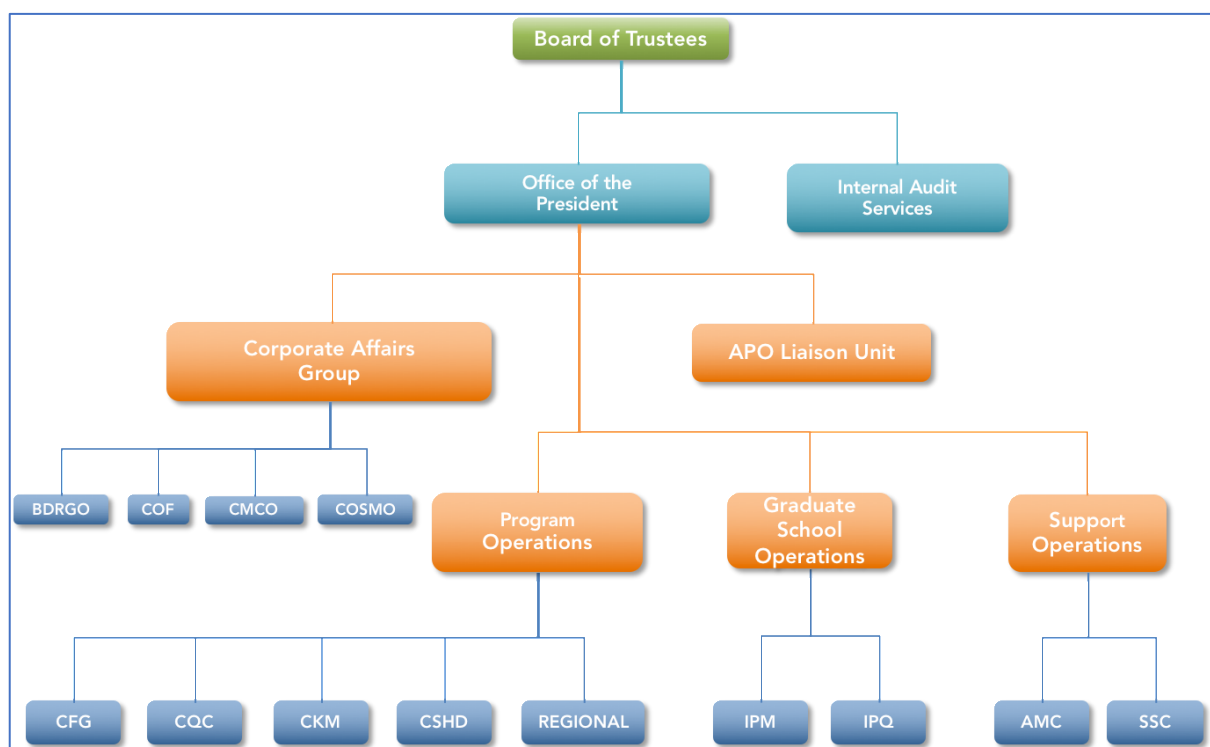 Board of Trustees
Office of the
President
Internal Audit
Services
Corporate Affairs
Group
APO Liaison Unit
BDRGO
COF
CMCO
COSMO
Program
Operations
Graduate
School
Operations
Support
Operations
CFG
CQC
CKM
CSHD
REGIONAL
IPM
IPQ
AMC
SSC